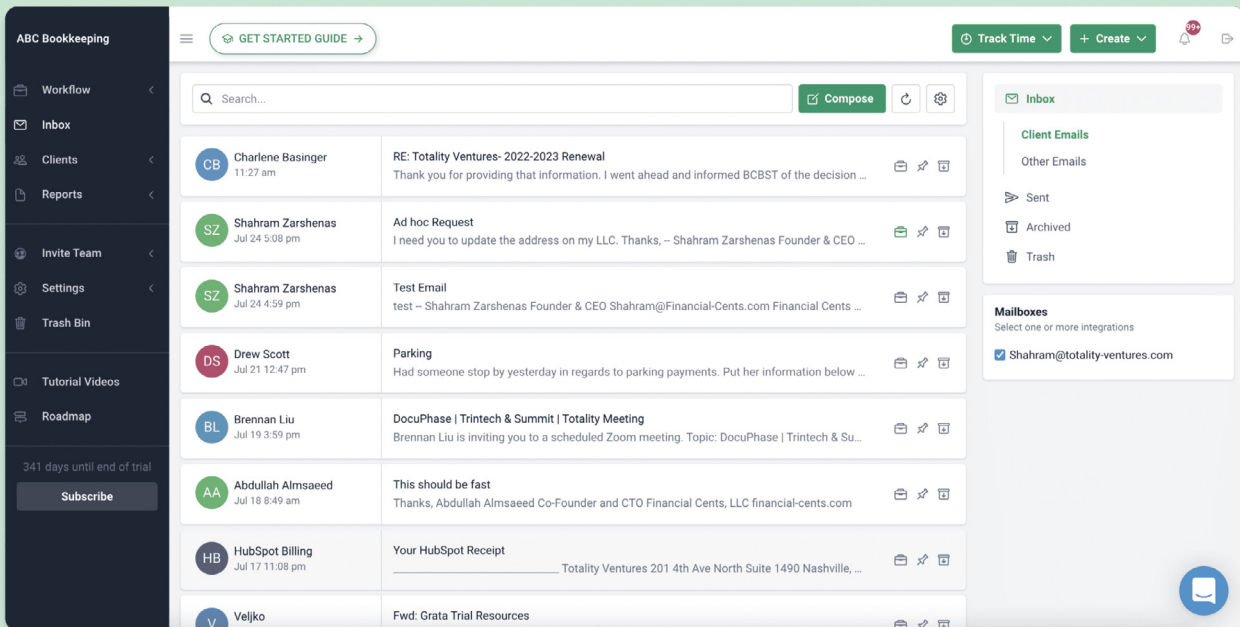 ABC Bookkeeping
Workflow
Inbox
Clients
Reports
Invite Team
Settings
Trash Bin
Tutorial Videos
Roadmap
341 days until end of trial
Subscribe
GET STARTED GUIDE →
Track Time
+ Create
99+
Search...
Compose
CB
Charlene Basinger
11:27 am
RE: Totality Ventures- 2022-2023 Renewal
Thank you for providing that information. I went ahead and informed BCBST of the decision ...
SZ
Shahram Zarshenas
Jul 24 5:08 pm
Ad hoc Request
I need you to update the address on my LLC. Thanks, -- Shahram Zarshenas Founder & CEO ...
SZ
Shahram Zarshenas
Jul 24 4:59 pm
Test Email
test -- Shahram Zarshenas Founder & CEO Shahram@Financial-Cents.com Financial Cents ...
DS
Drew Scott
Jul 21 12:47 pm
Parking
Had someone stop by yesterday in regards to parking payments. Put her information below ...
BL
Brennan Liu
Jul 19 3:59 pm
DocuPhase | Trintech & Summit | Totality Meeting
Brennan Liu is inviting you to a scheduled Zoom meeting. Topic: DocuPhase | Trintech & Su...
AA
Abdullah Almsaeed
Jul 18 8:49 am
This should be fast
Thanks, Abdullah Almsaeed Co-Founder and CTO Financial Cents, LLC financial-cents.com
HB
HubSpot Billing
Jul 17 11:08 pm
Your HubSpot Receipt
______________________________ Totality Ventures 201 4th Ave North Suite 1490 Nashville, ...
V
Veljko
Fwd: Grata Trial Resources
Inbox
Client Emails
Other Emails
Sent
Archived
Trash
Mailboxes
Select one or more integrations
Shahram@totality-ventures.com